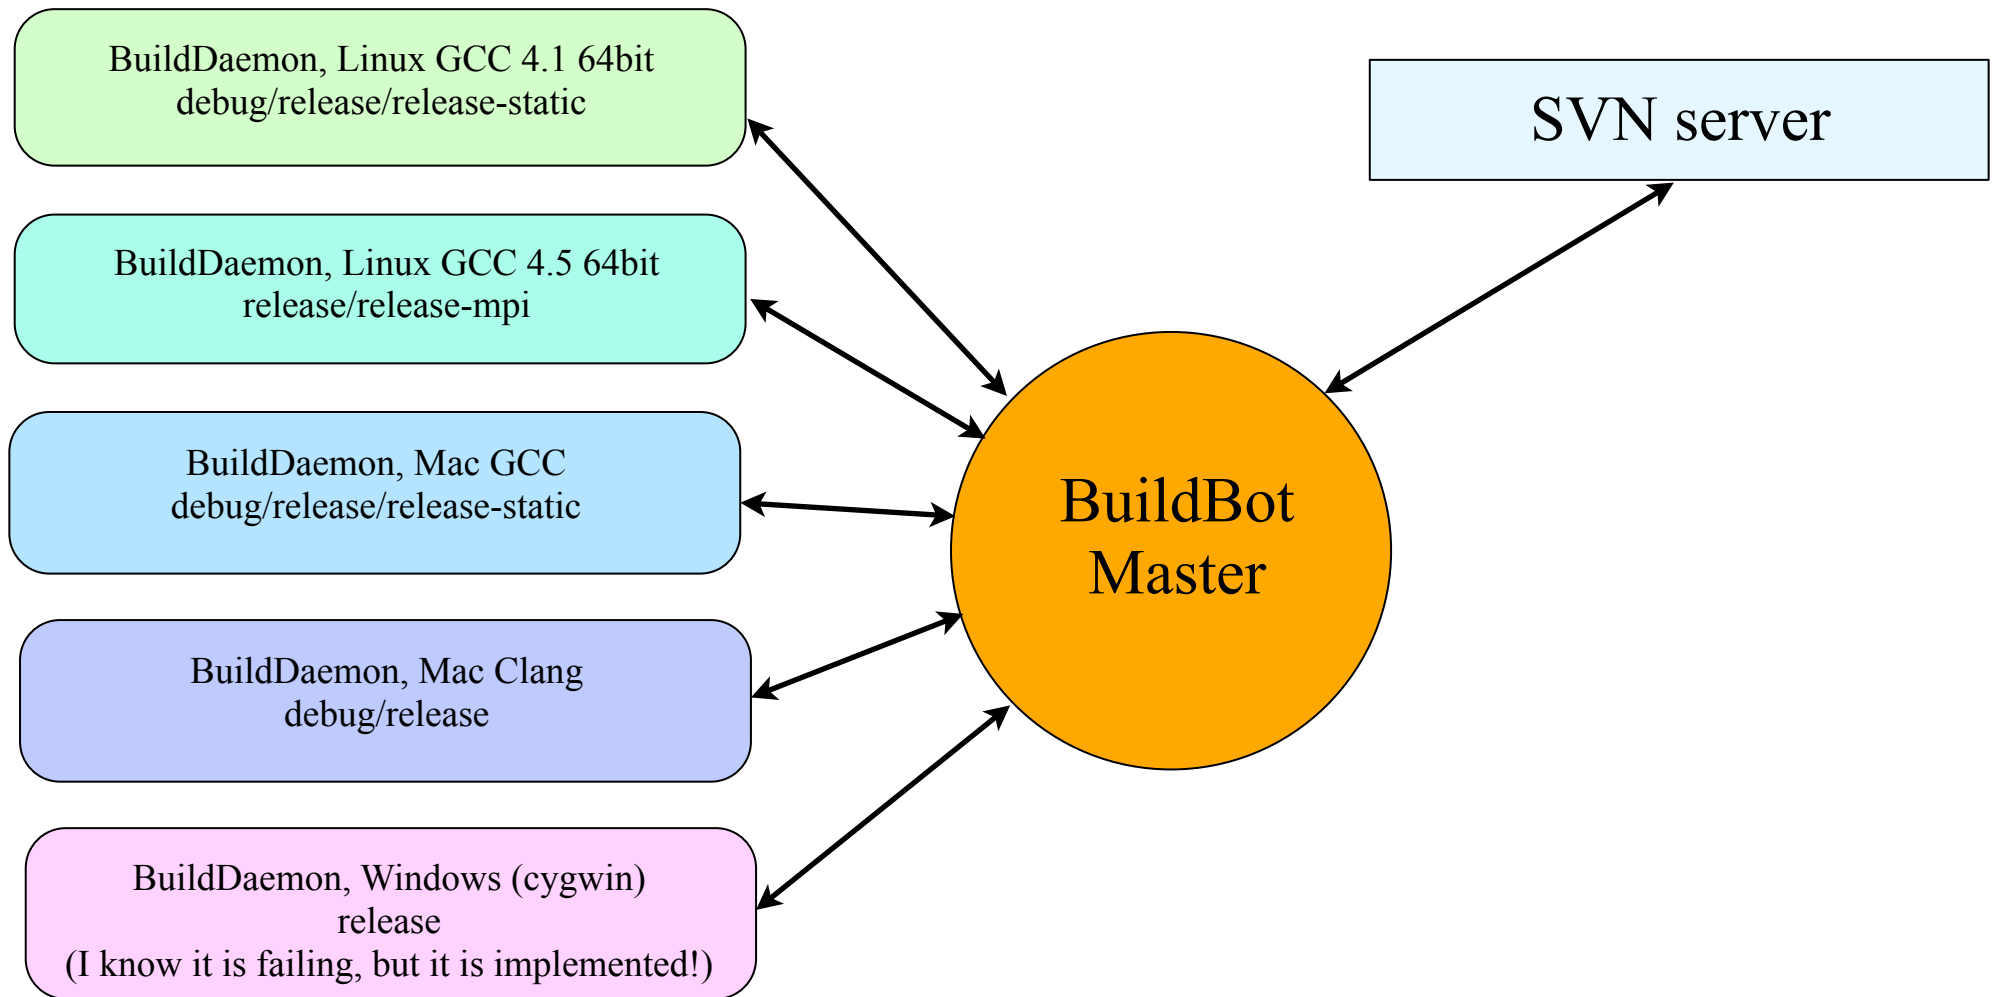 BuildDaemon, Linux GCC 4.1 64bit
debug/release/release-static
SVN server
BuildDaemon, Linux GCC 4.5 64bit
release/release-mpi
BuildDaemon, Mac GCC
debug/release/release-static
BuildBot
Master
BuildDaemon, Mac Clang
debug/release
BuildDaemon, Windows (cygwin)
release
(I know it is failing, but it is implemented!)